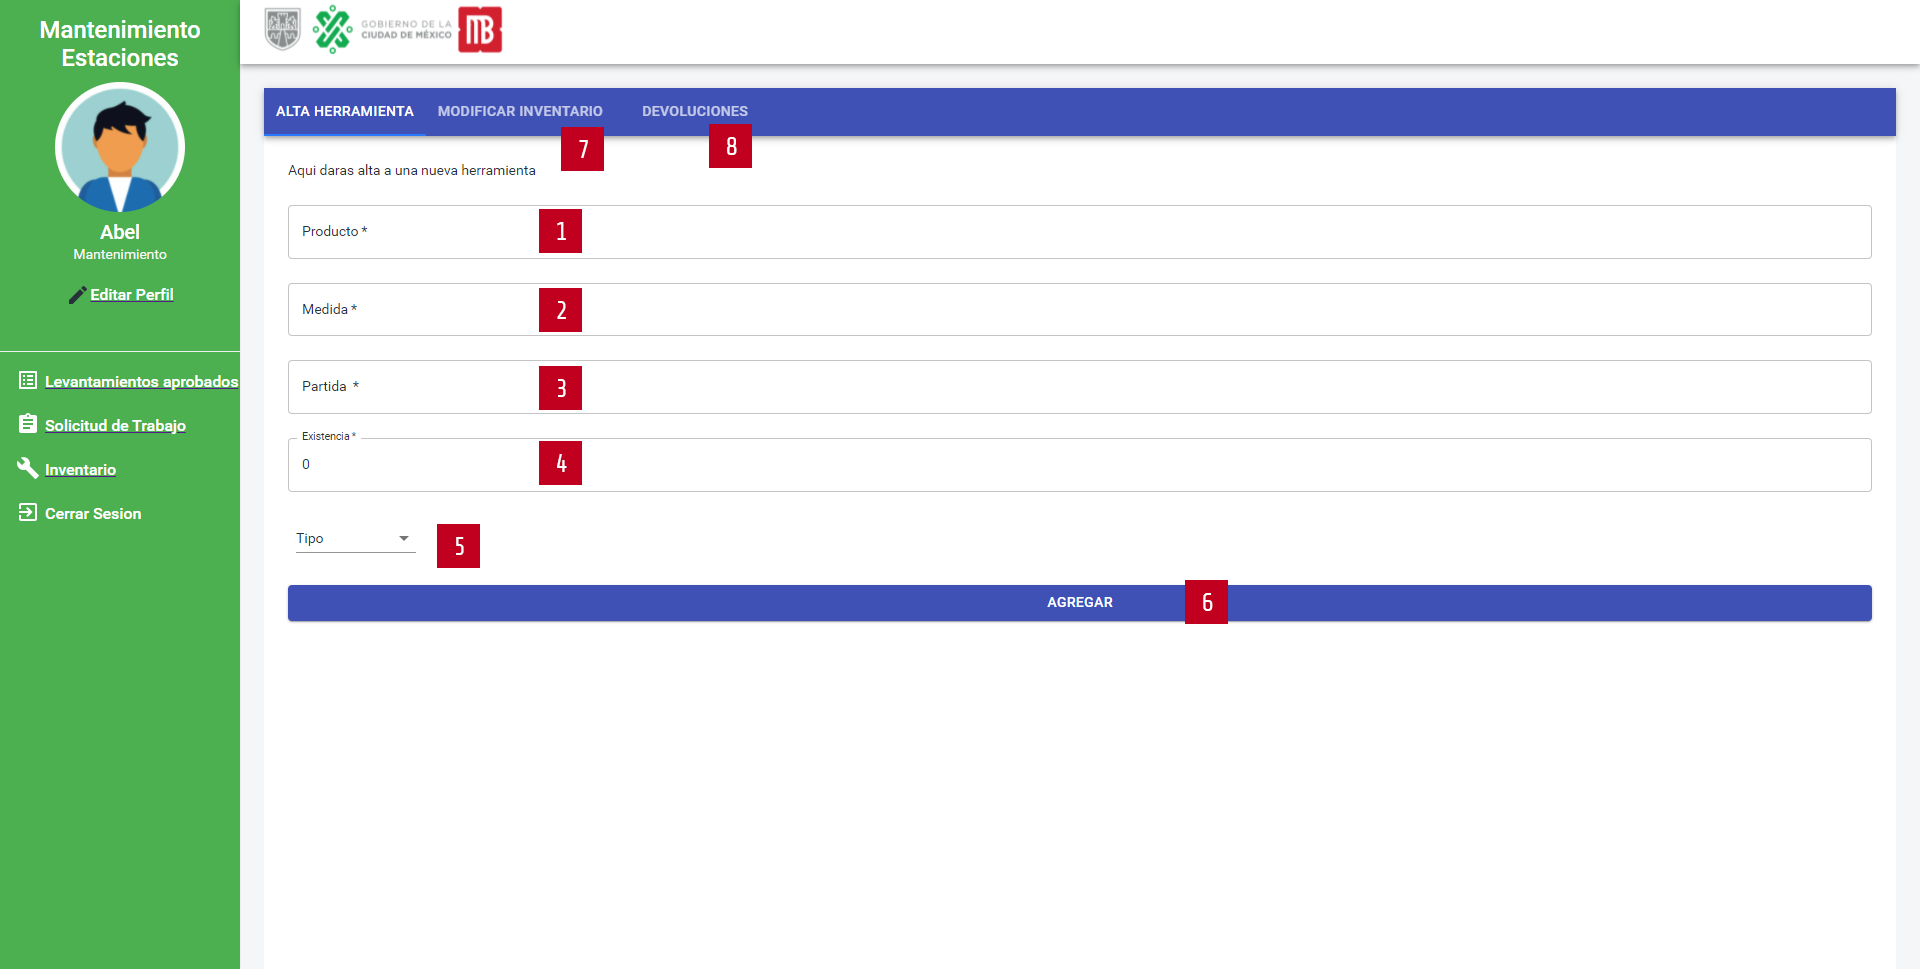 Mantenimiento
Estaciones
Abel
Mantenimiento
Editar Perfil
Levantamientos aprobados
Solicitud de Trabajo
Inventario
Cerrar Sesion
GOBIERNO DE LA
CIUDAD DE MÉXICO
MB
ALTA HERRAMIENTA MODIFICAR INVENTARIO DEVOLUCIONES
7 8
Aqui daras alta a una nueva herramienta
Producto * 1
Medida * 2
Partida * 3
Existencia *
0 4
Tipo 5
AGREGAR 6